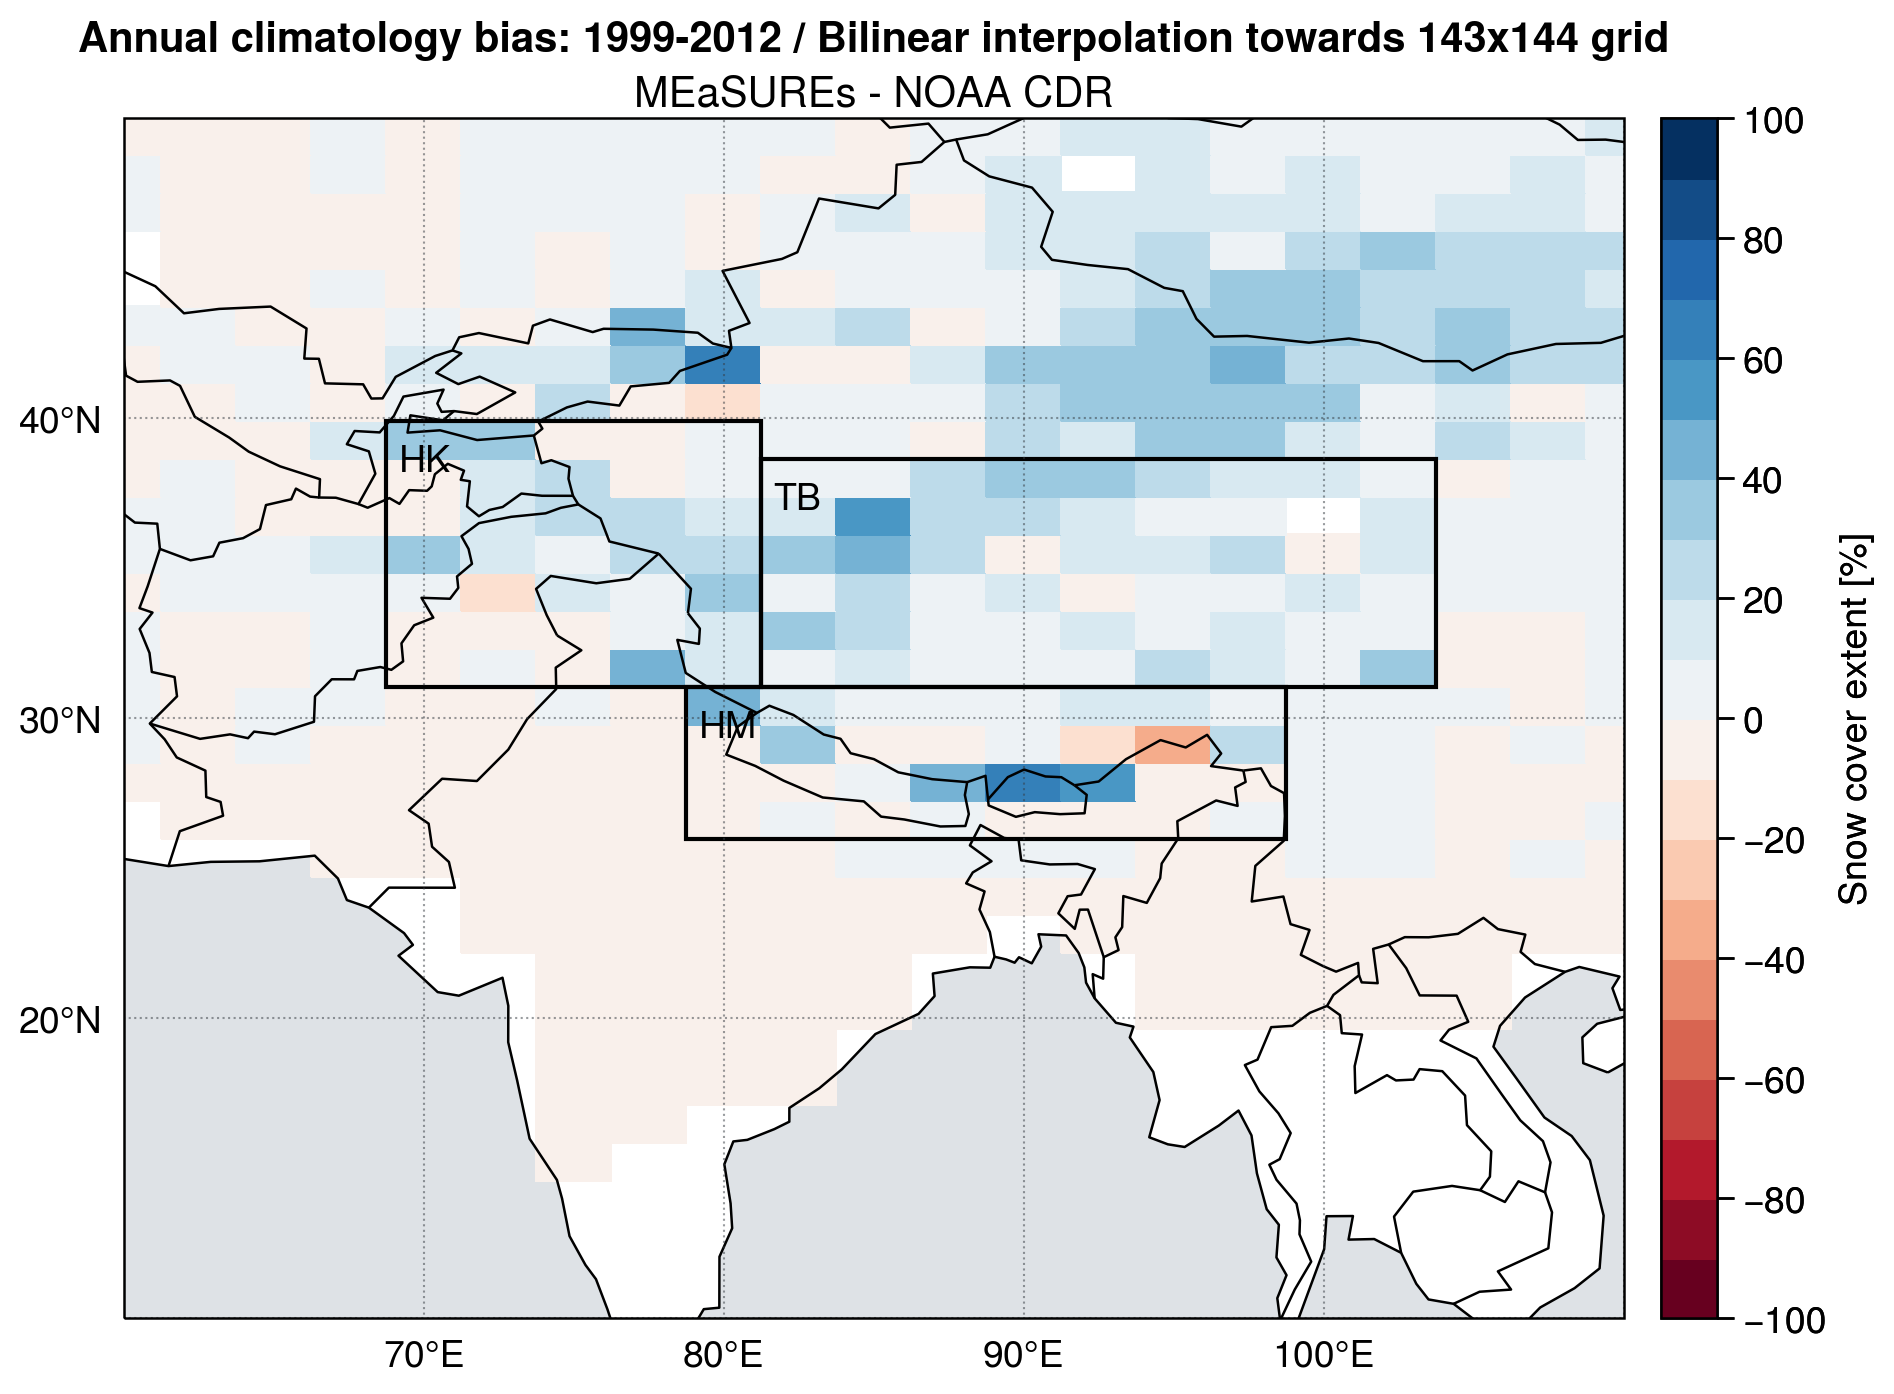 Annual climatology bias: 1999-2012 / Bilinear interpolation towards 143x144 grid
MEaSUREs - NOAA CDR
HK
TB
HM
40°N
30°N
20°N
70°E
80°E
90°E
100°E
100
80
60
40
20
0
−20
−40
−60
−80
−100
Snow cover extent [%]